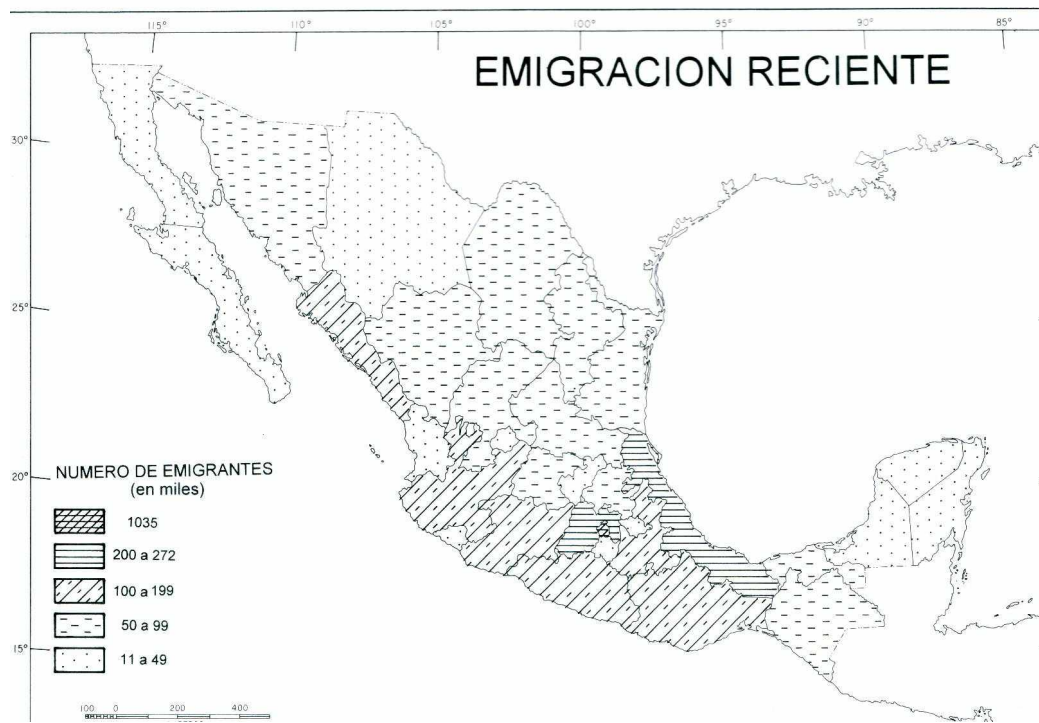 115° 110° 105° 100° 95° 90° 85°
EMIGRACION RECIENTE
30°
25°
20°
15°
NUMERO DE EMIGRANTES
(en miles)
1035
200 a 272
100 a 199
50 a 99
11 a 49
100 0 200 400